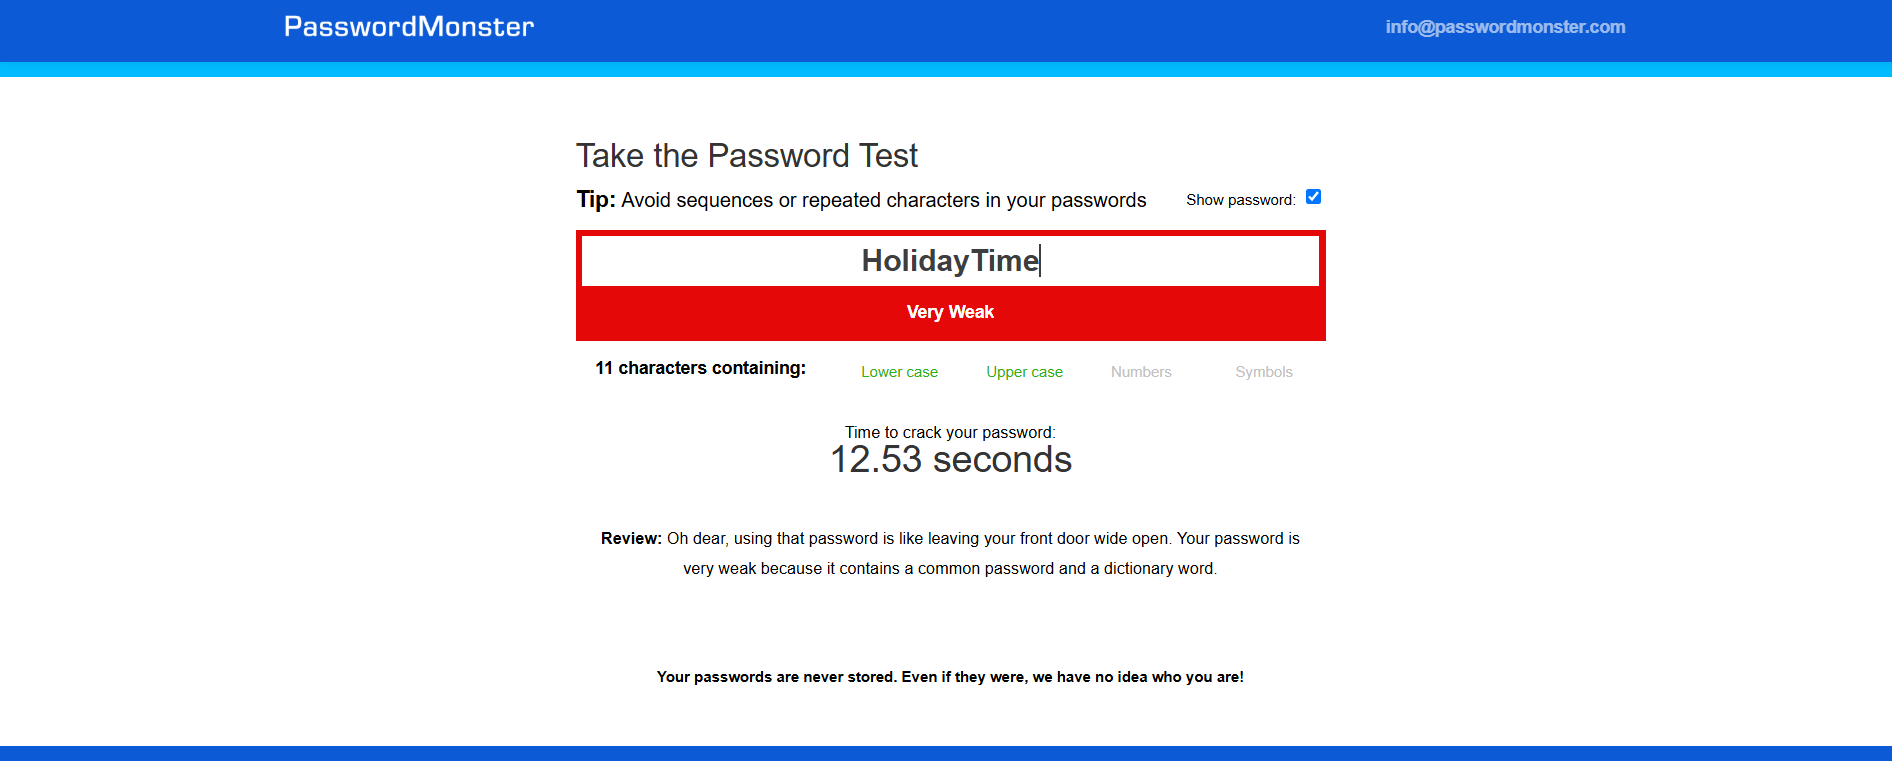 PasswordMonster
info@passwordmonster.com
Take the Password Test
Tip: Avoid sequences or repeated characters in your passwords
Show password:
HolidayTime
Very Weak
11 characters containing:
Lower case
Upper case
Numbers
Symbols
Time to crack your password:
12.53 seconds
Review: Oh dear, using that password is like leaving your front door wide open. Your password is
very weak because it contains a common password and a dictionary word.
Your passwords are never stored. Even if they were, we have no idea who you are!